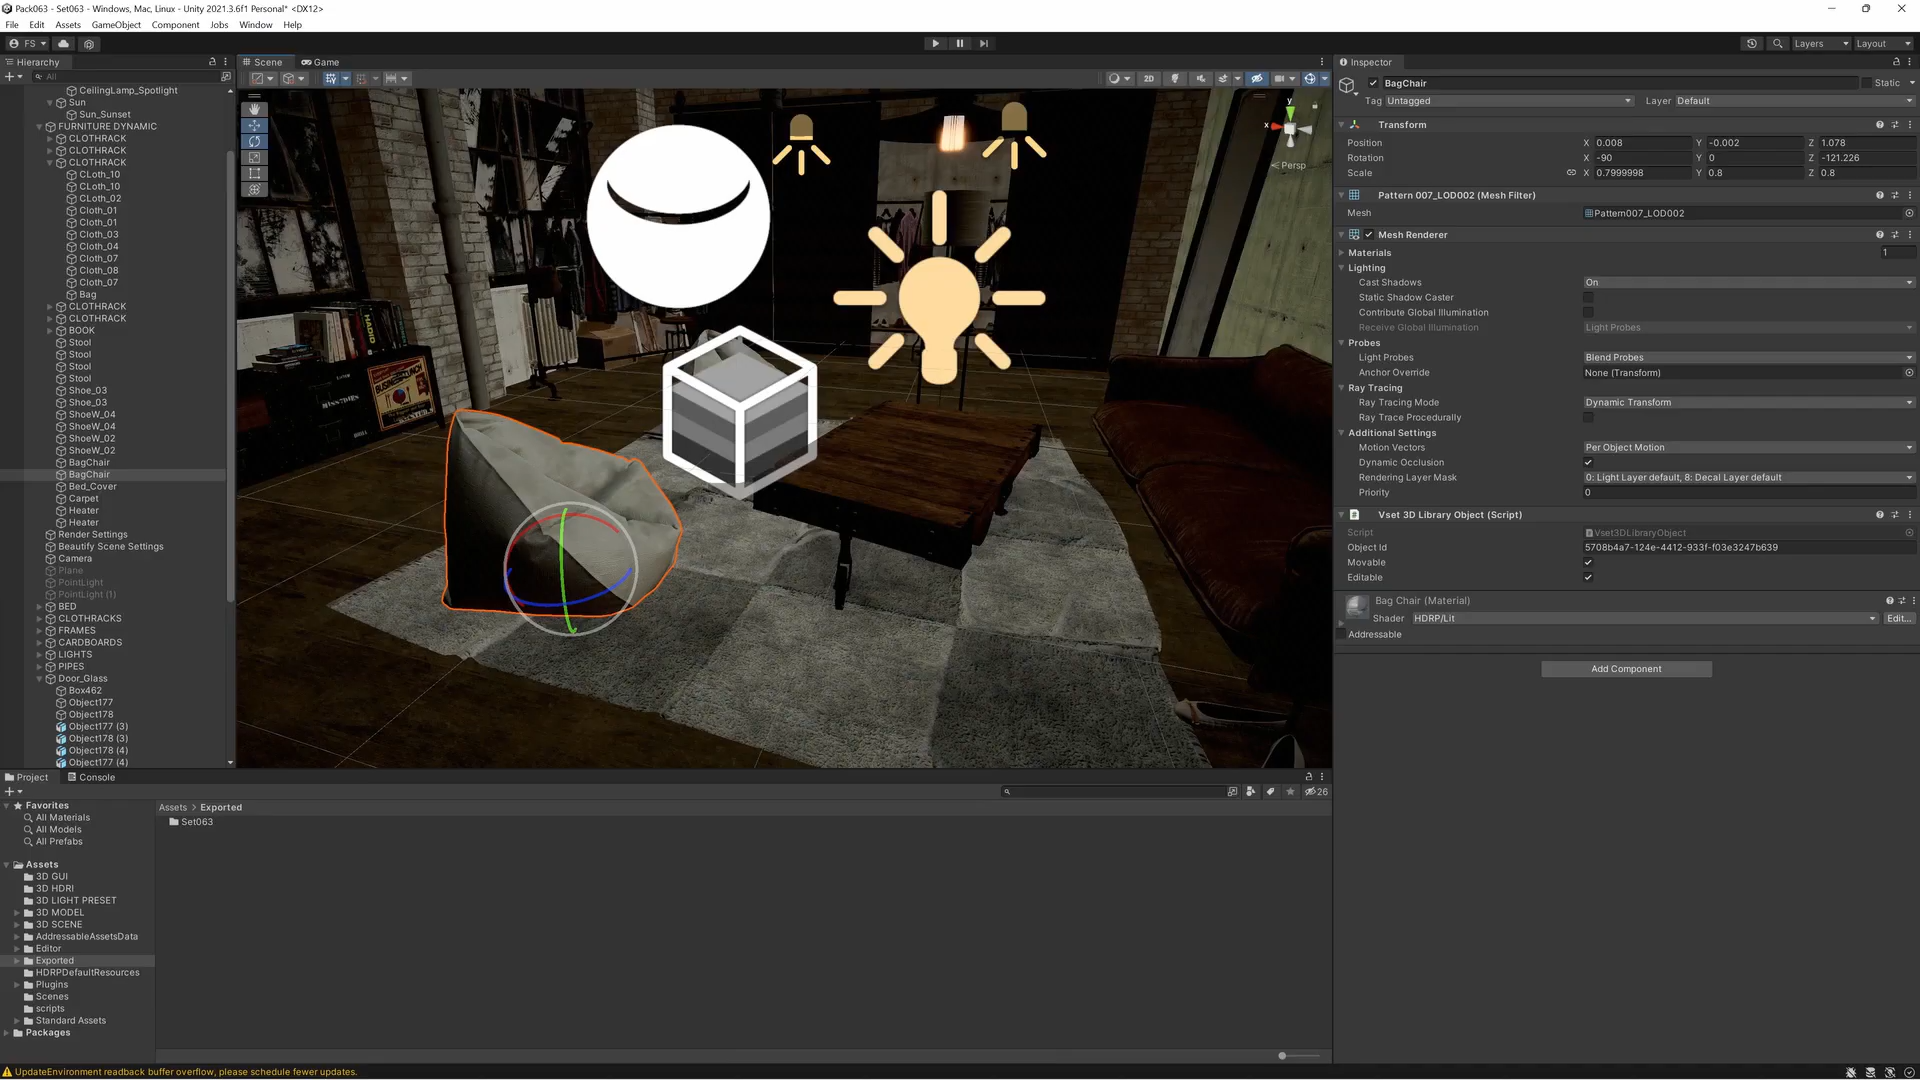 Pack063 - Set063 - Windows, Mac, Linux - Unity 2021.3.6f1 Personal* <DX12>
File Edit Assets GameObject Component Jobs Window Help
FS
Layers Layout
Hierarchy
All
CeilingLamp_Spotlight
Sun
Sun_Sunset
FURNITURE DYNAMIC
CLOTHRACK
CLOTHRACK
CLOTHRACK
CLoth_10
CLoth_10
CLoth_02
Cloth_01
Cloth_01
Cloth_03
Cloth_04
Cloth_07
Cloth_08
Cloth_07
Bag
CLOTHRACK
CLOTHRACK
BOOK
Stool
Stool
Stool
Stool
Shoe_03
Shoe_03
ShoeW_04
ShoeW_04
ShoeW_02
ShoeW_02
BagChair
BagChair
Bed_Cover
Carpet
Heater
Heater
Render Settings
Beautify Scene Settings
Camera
Plane
PointLight
PointLight (1)
BED
CLOTHRACKS
FRAMES
CARDBOARDS
LIGHTS
PIPES
Door_Glass
Box462
Object177
Object178
Object177 (3)
Object178 (3)
Object178 (4)
Object177 (4)
Scene Game
2D
y
x
Persp
Inspector
BagChair Static
Tag Untagged Layer Default
Transform
Position X 0.008 Y -0.002 Z 1.078
Rotation X -90 Y 0 Z -121.226
Scale X 0.7999998 Y 0.8 Z 0.8
Pattern 007_LOD002 (Mesh Filter)
Mesh Pattern007_LOD002
Mesh Renderer
Materials 1
Lighting
Cast Shadows On
Static Shadow Caster
Contribute Global Illumination
Receive Global Illumination Light Probes
Probes
Light Probes Blend Probes
Anchor Override None (Transform)
Ray Tracing
Ray Tracing Mode Dynamic Transform
Ray Trace Procedurally
Additional Settings
Motion Vectors Per Object Motion
Dynamic Occlusion
Rendering Layer Mask 0: Light Layer default, 8: Decal Layer default
Priority 0
Vset 3D Library Object (Script)
Script Vset3DLibraryObject
Object Id 5708b4a7-124e-4412-933f-f03e3247b639
Movable
Editable
Bag Chair (Material)
Shader HDRP/Lit Edit...
Addressable
Add Component
Project Console
26
Favorites
All Materials
All Models
All Prefabs
Assets
3D GUI
3D HDRI
3D LIGHT PRESET
3D MODEL
3D SCENE
AddressableAssetsData
Editor
Exported
HDRPDefaultResources
Plugins
Scenes
scripts
Standard Assets
Packages
Assets > Exported
Set063
UpdateEnvironment readback buffer overflow, please schedule fewer updates.